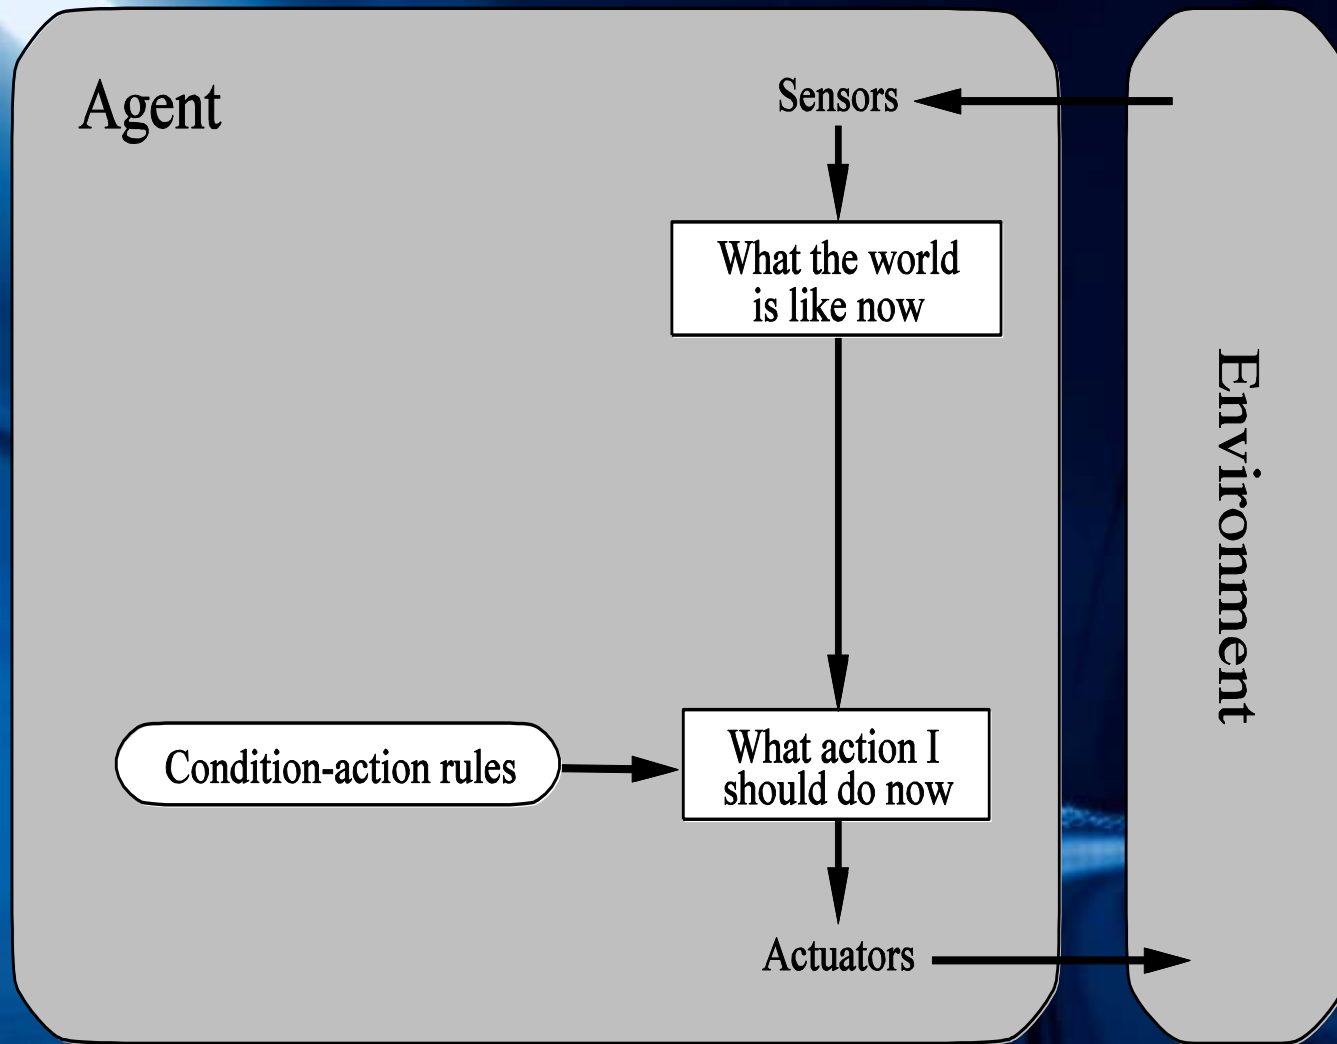 Agent
Sensors
What the world
is like now
Environment
Condition-action rules
What action I
should do now
Actuators